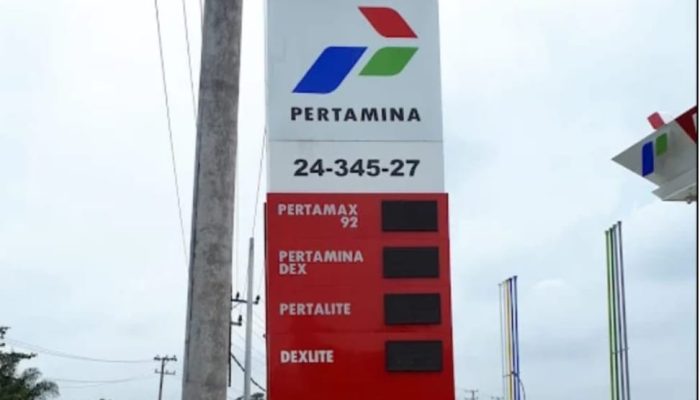 PERTAMINA
24-345-27
PERTAMAX
92
PERTAMINA
DEX
PERTALITE
DEXLITE